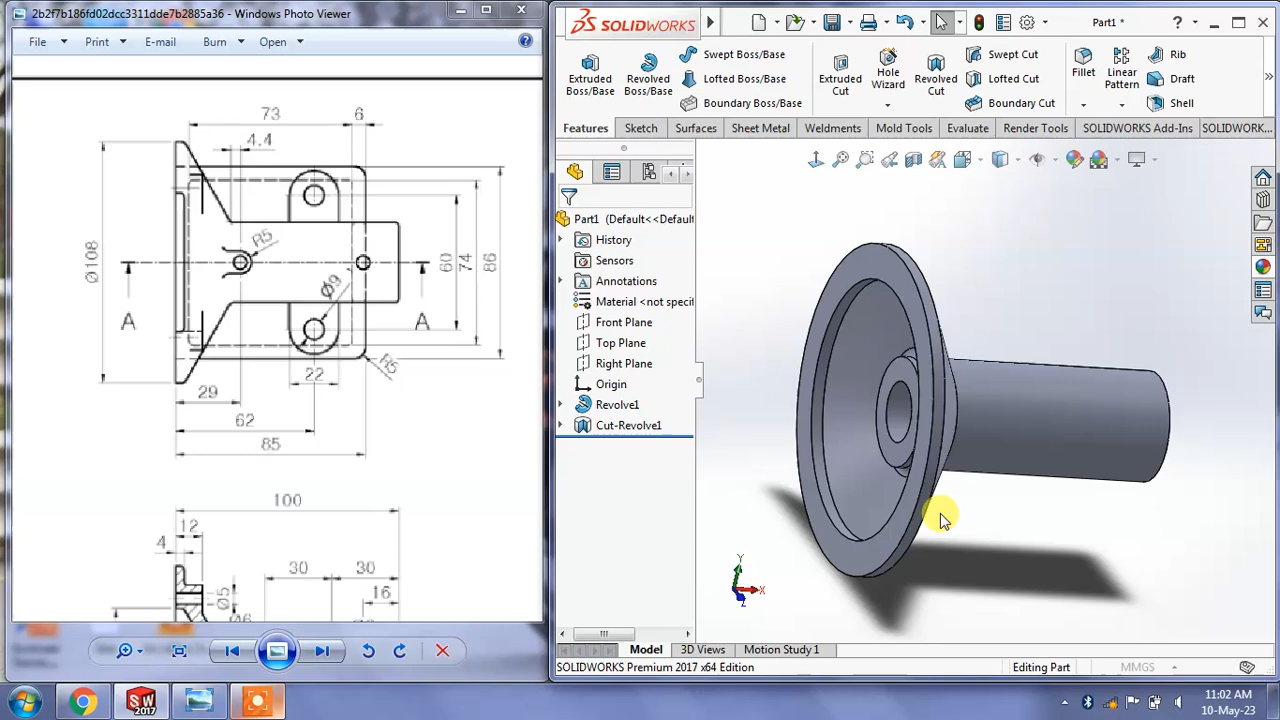 2b2f7b186fd02dcc3311dde7b2885a36 - Windows Photo Viewer
File Print E-mail Burn Open
73 6
4.4
Ø108
R5
Ø9
60 74 86
A A
R5
22
29
62
85
100
12
4
30 30
16
Ø5
SOLIDWORKS
Part1 *
Extruded Boss/Base
Revolved Boss/Base
Swept Boss/Base
Lofted Boss/Base
Boundary Boss/Base
Extruded Cut
Hole Wizard
Revolved Cut
Swept Cut
Lofted Cut
Boundary Cut
Fillet
Linear Pattern
Rib
Draft
Shell
Features Sketch Surfaces Sheet Metal Weldments Mold Tools Evaluate Render Tools SOLIDWORKS Add-Ins SOLIDWORK...
Part1 (Default<<Default
History
Sensors
Annotations
Material <not specif
Front Plane
Top Plane
Right Plane
Origin
Revolve1
Cut-Revolve1
Y
X
Z
Model 3D Views Motion Study 1
SOLIDWORKS Premium 2017 x64 Edition Editing Part MMGS
SW 2017
11:02 AM
10-May-23